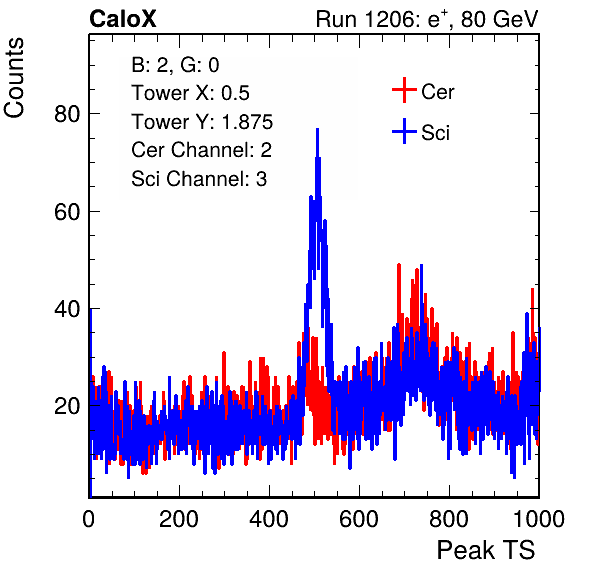 CaloX Run 1206: e+, 80 GeV
Counts
B: 2, G: 0
Tower X: 0.5
Tower Y: 1.875
Cer Channel: 2
Sci Channel: 3
Cer
Sci
80
60
40
20
0 200 400 600 800 1000
Peak TS